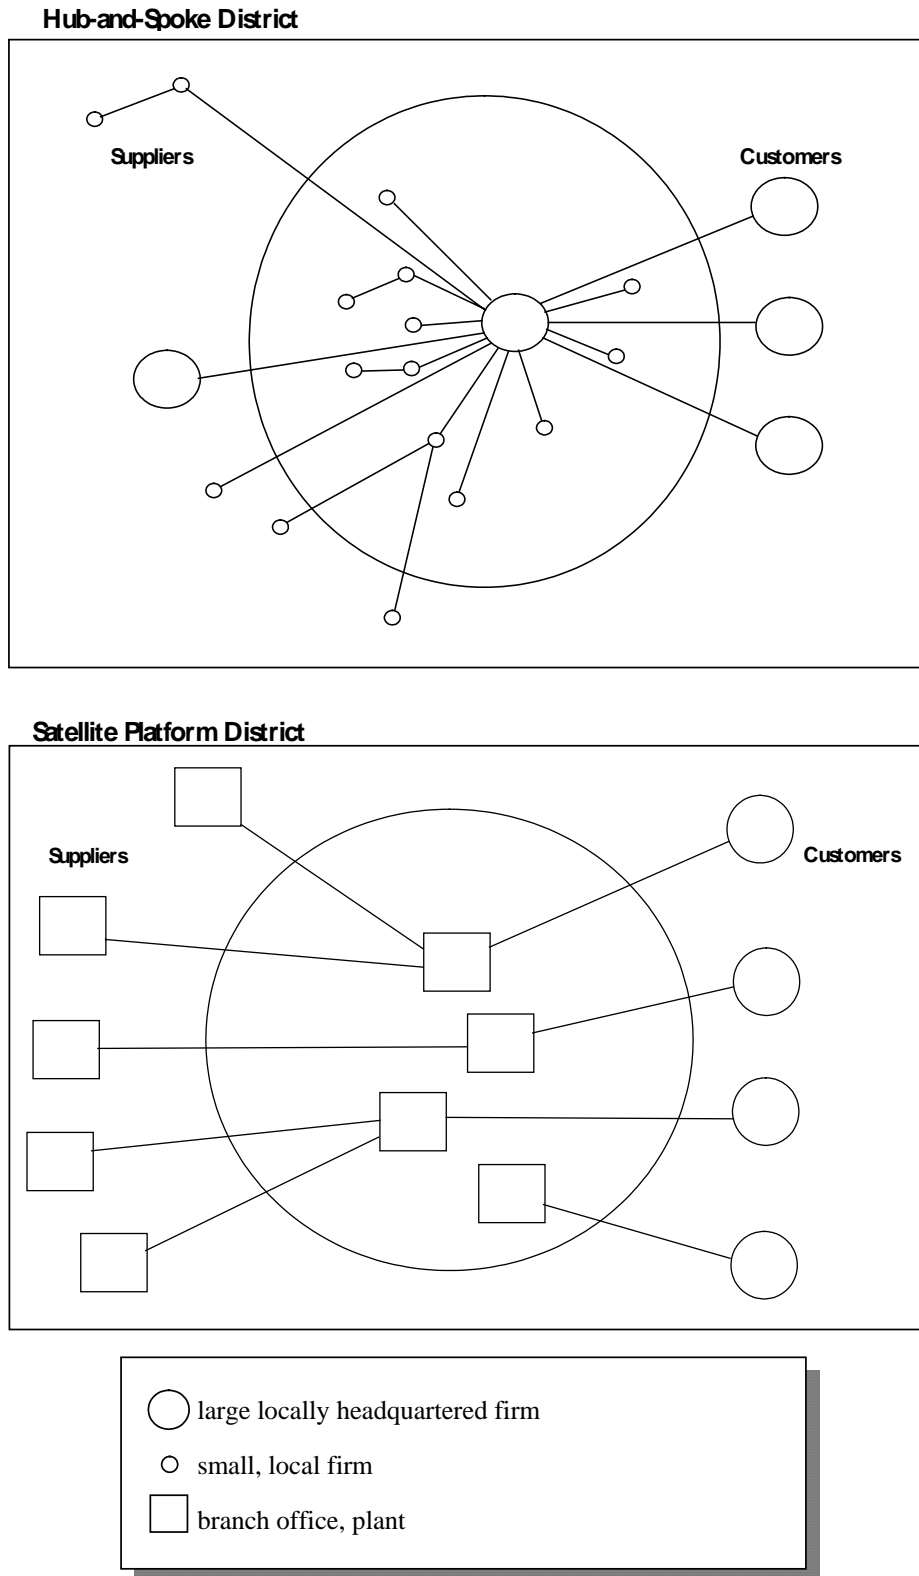 Hub-and-Spoke District
Suppliers
Customers
Satellite Platform District
Suppliers
Customers
large locally headquartered firm
small, local firm
branch office, plant